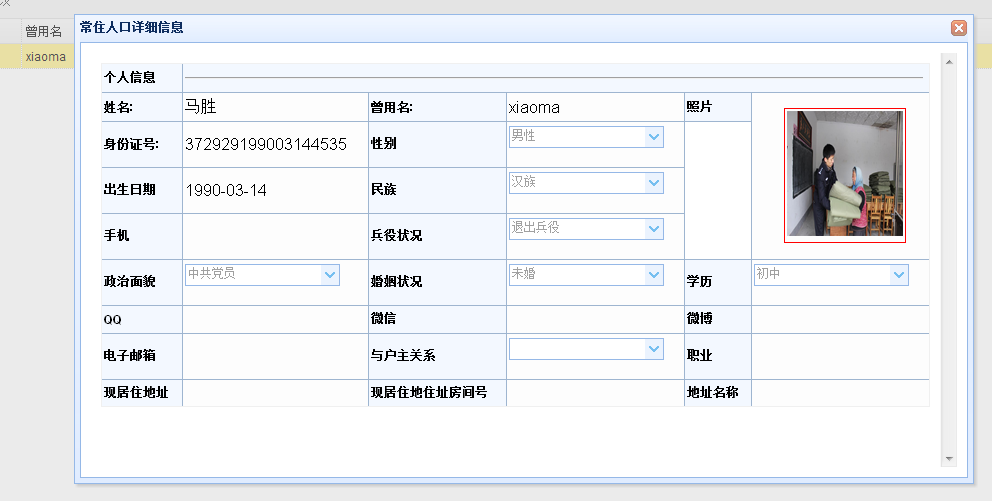 曾用名
xiaoma
常住人口详细信息
个人信息
姓名: 马胜 曾用名: xiaoma 照片
身份证号: 372929199003144535 性别 男性
出生日期 1990-03-14 民族 汉族
手机 兵役状况 退出兵役
政治面貌 中共党员 婚姻状况 未婚 学历 初中
QQ 微信 微博
电子邮箱 与户主关系 职业
现居住地址 现居住地住址房间号 地址名称